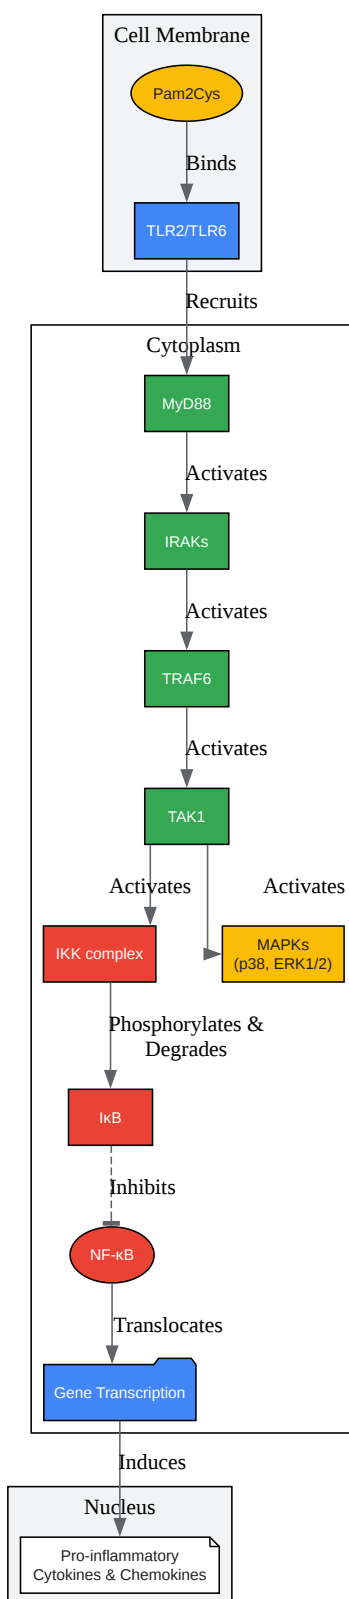 Cell Membrane
Pam2Cys
Binds
TLR2/TLR6
Recruits
Cytoplasm
MyD88
Activates
IRAKs
Activates
TRAF6
Activates
TAK1
Activates
Activates
IKK complex
MAPKs
(p38, ERK1/2)
Phosphorylates &
Degrades
IκB
Inhibits
NF-κB
Translocates
Gene Transcription
Induces
Nucleus
Pro-inflammatory
Cytokines & Chemokines